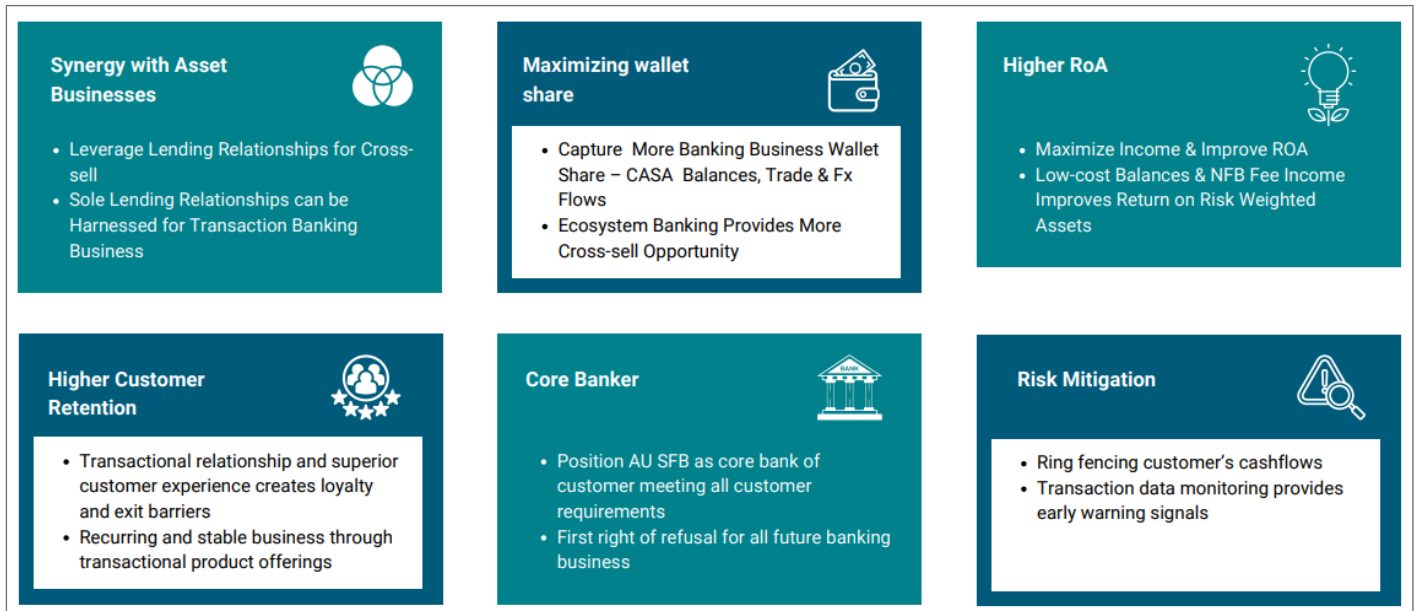 Synergy with Asset
Businesses
• Leverage Lending Relationships for Cross-
sell
• Sole Lending Relationships can be
Harnessed for Transaction Banking
Business
Maximizing wallet
share
• Capture More Banking Business Wallet
Share – CASA Balances, Trade & Fx
Flows
• Ecosystem Banking Provides More
Cross-sell Opportunity
Higher RoA
• Maximize Income & Improve ROA
• Low-cost Balances & NFB Fee Income
Improves Return on Risk Weighted
Assets
Higher Customer
Retention
• Transactional relationship and superior
customer experience creates loyalty
and exit barriers
• Recurring and stable business through
transactional product offerings
Core Banker
BANK
• Position AU SFB as core bank of
customer meeting all customer
requirements
• First right of refusal for all future banking
business
Risk Mitigation
• Ring fencing customer’s cashflows
• Transaction data monitoring provides
early warning signals